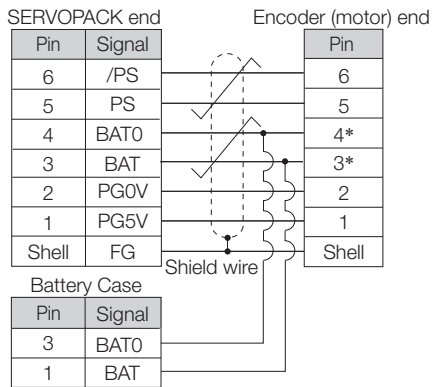 SERVOPACK end Encoder (motor) end
Pin Signal Pin
6 /PS 6
5 PS 5
4 BAT0 4*
3 BAT 3*
2 PG0V 2
1 PG5V 1
Shell FG Shell
Shield wire
Battery Case
Pin Signal
3 BAT0
1 BAT